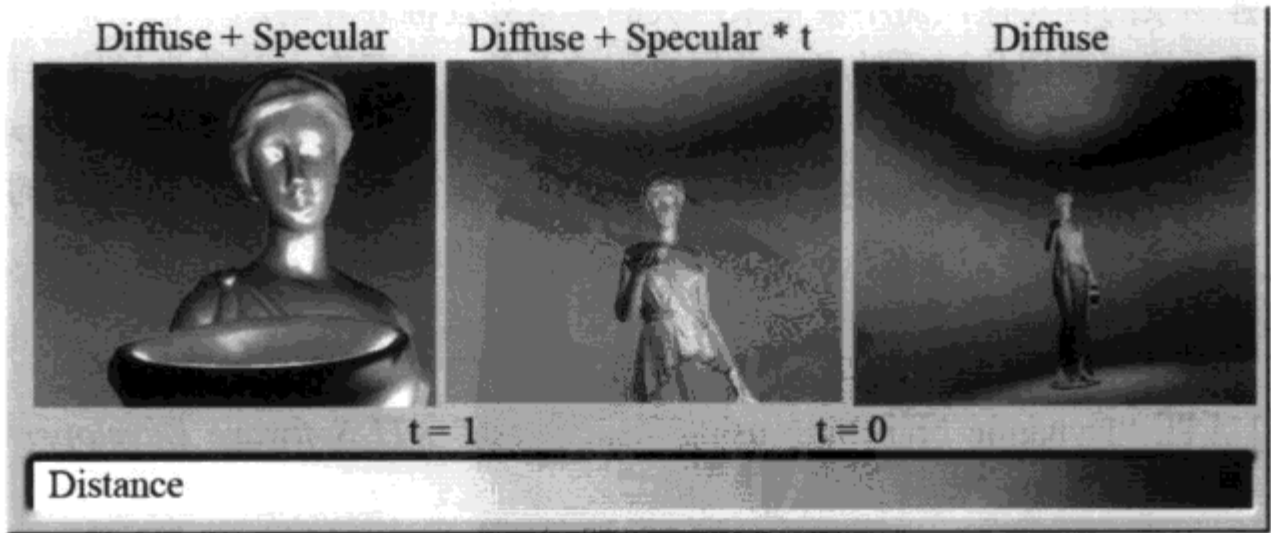 Diffuse + Specular
Diffuse + Specular * t
Diffuse
t = 1
t = 0
Distance